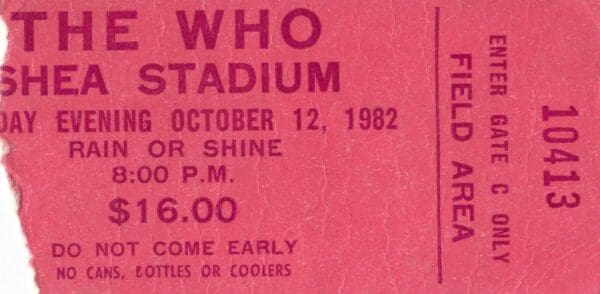 THE WHO
SHEA STADIUM
DAY EVENING OCTOBER 12, 1982
RAIN OR SHINE
8:00 P.M.
$16.00
DO NOT COME EARLY
NO CANS, BOTTLES OR COOLERS
FIELD AREA
ENTER GATE C ONLY
10413